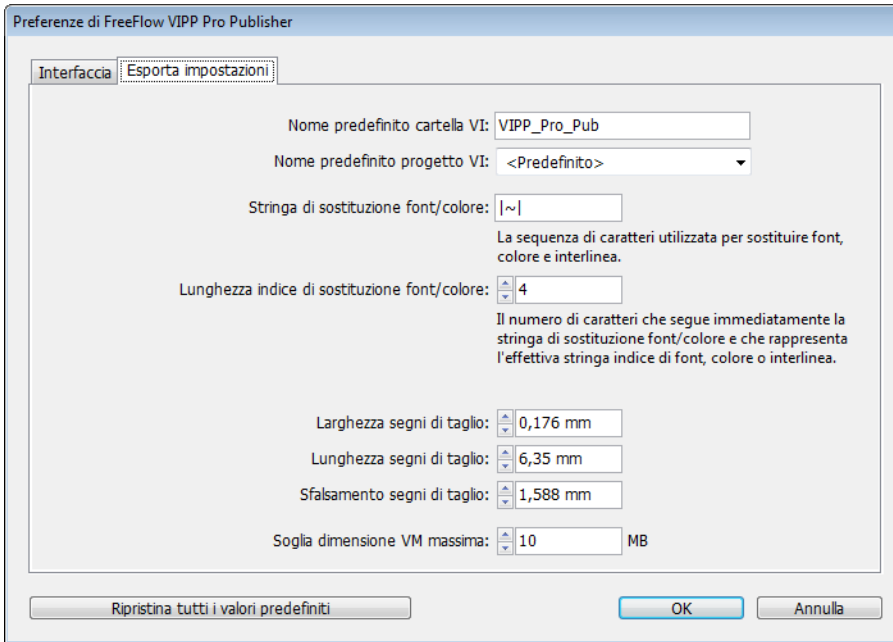 Preferenze di FreeFlow VIPP Pro Publisher
Interfaccia Esporta impostazioni
Nome predefinito cartella VI: VIPP_Pro_Pub
Nome predefinito progetto VI: <Predefinito>
Stringa di sostituzione font/colore: |~|
La sequenza di caratteri utilizzata per sostituire font,
colore e interlinea.
Lunghezza indice di sostituzione font/colore: 4
Il numero di caratteri che segue immediatamente la
stringa di sostituzione font/colore e che rappresenta
l'effettiva stringa indice di font, colore o interlinea.
Larghezza segni di taglio: 0,176 mm
Lunghezza segni di taglio: 6,35 mm
Sfalsamento segni di taglio: 1,588 mm
Soglia dimensione VM massima: 10 MB
Ripristina tutti i valori predefiniti OK Annulla